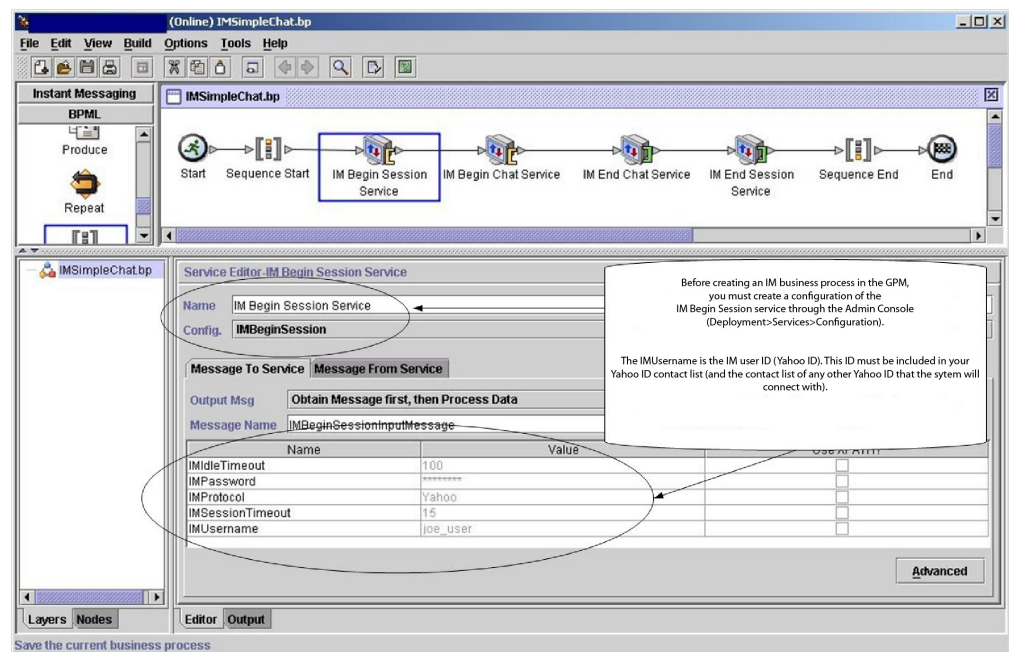 (Online) IMSimpleChat.bp
File Edit View Build Options Tools Help
Instant Messaging
BPML
Produce
Repeat
IMSimpleChat.bp
Start
Sequence Start
IM Begin Session Service
IM Begin Chat Service
IM End Chat Service
IM End Session Service
Sequence End
End
IMSimpleChat.bp
Service Editor-IM Begin Session Service
Name IM Begin Session Service
Config. IMBeginSession
Message To Service Message From Service
Output Msg Obtain Message first, then Process Data
Message Name IMBeginSessionInputMessage
Before creating an IM business process in the GPM,
you must create a configuration of the
IM Begin Session service through the Admin Console
(Deployment>Services>Configuration).
The IMUsername is the IM user ID (Yahoo ID). This ID must be included in your
Yahoo ID contact list (and the contact list of any other Yahoo ID that the sytem will
connect with).
Name Value Use XPATH?
IMIdleTimeout 100
IMPassword ********
IMProtocol Yahoo
IMSessionTimeout 15
IMUsername joe_user
Advanced
Layers Nodes
Editor Output
Save the current business process